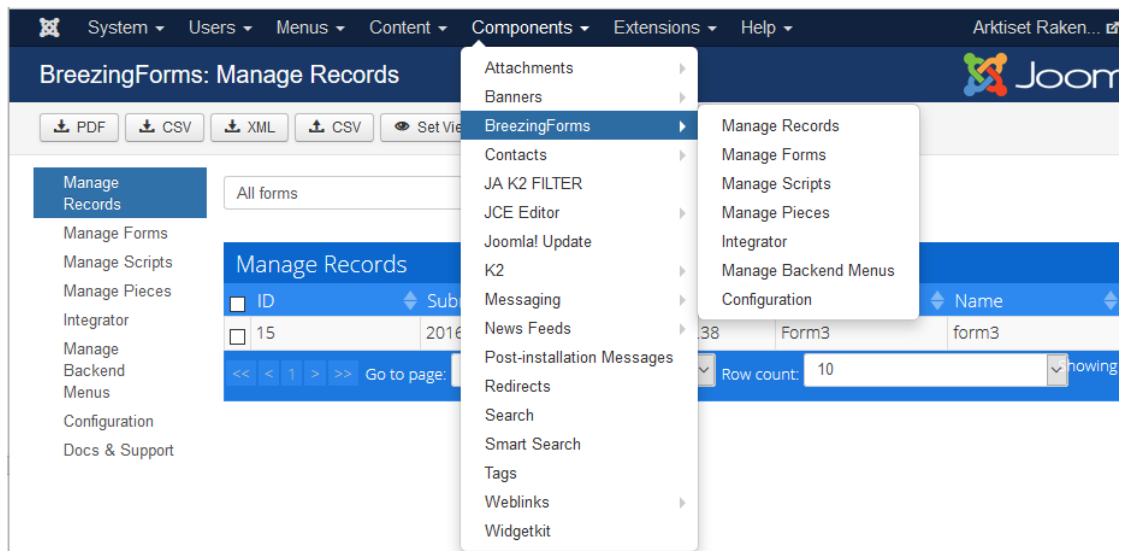 System Users Menus Content Components Extensions Help Arktiset Raken...
BreezingForms: Manage Records
Joom
PDF CSV XML CSV Set Vie
Manage
Records
Manage Forms
Manage Scripts
Manage Pieces
Integrator
Manage
Backend
Menus
Configuration
Docs & Support
All forms
Manage Records
ID Sub Name
15 2016 .38 Form3 form3
<< < 1 > >> Go to page: Row count: 10 howing
Attachments
Banners
BreezingForms
Contacts
JA K2 FILTER
JCE Editor
Joomla! Update
K2
Messaging
News Feeds
Post-installation Messages
Redirects
Search
Smart Search
Tags
Weblinks
Widgetkit
Manage Records
Manage Forms
Manage Scripts
Manage Pieces
Integrator
Manage Backend Menus
Configuration